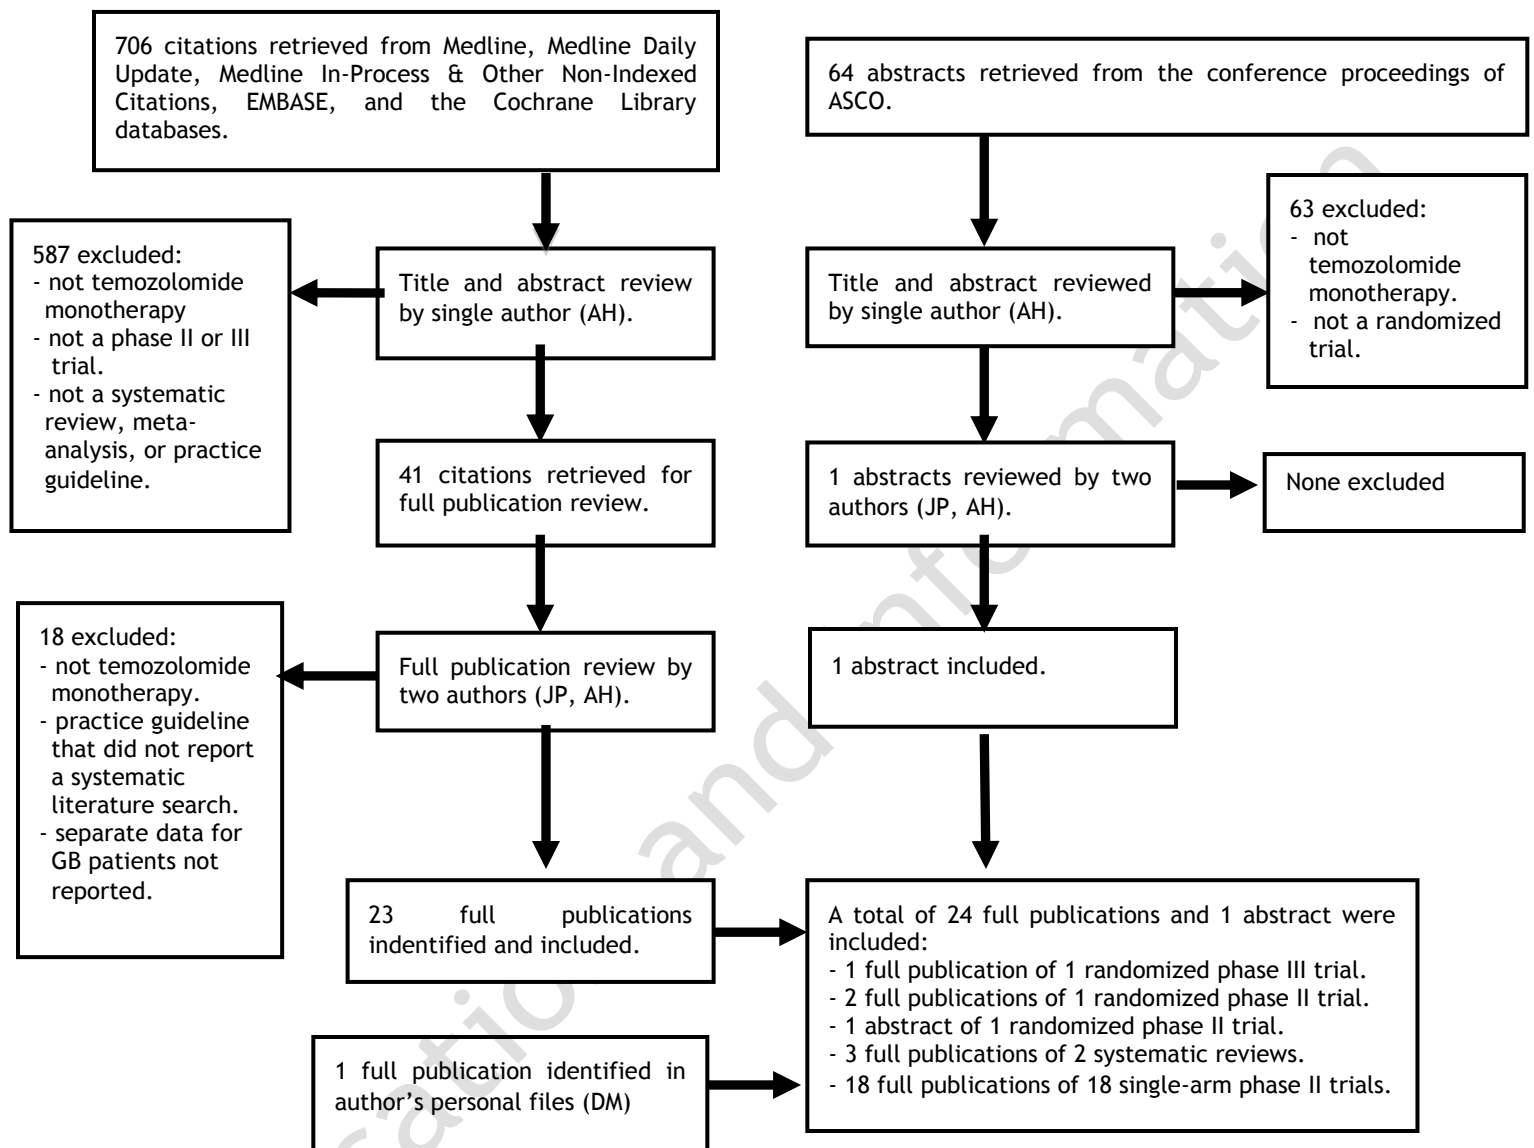 706 citations retrieved from Medline, Medline Daily
Update, Medline In-Process & Other Non-Indexed
Citations, EMBASE, and the Cochrane Library
databases.
64 abstracts retrieved from the conference proceedings of
ASCO.
587 excluded:
- not temozolomide
monotherapy
- not a phase II or III
trial.
- not a systematic
review, meta-
analysis, or practice
guideline.
Title and abstract review
by single author (AH).
Title and abstract reviewed
by single author (AH).
63 excluded:
- not
temozolomide
monotherapy.
- not a randomized
trial.
41 citations retrieved for
full publication review.
1 abstracts reviewed by two
authors (JP, AH).
None excluded
18 excluded:
- not temozolomide
monotherapy.
- practice guideline
that did not report
a systematic
literature search.
- separate data for
GB patients not
reported.
Full publication review by
two authors (JP, AH).
1 abstract included.
23 full publications
indentified and included.
A total of 24 full publications and 1 abstract were
included:
- 1 full publication of 1 randomized phase III trial.
- 2 full publications of 1 randomized phase II trial.
- 1 abstract of 1 randomized phase II trial.
- 3 full publications of 2 systematic reviews.
- 18 full publications of 18 single-arm phase II trials.
1 full publication identified in
author's personal files (DM)